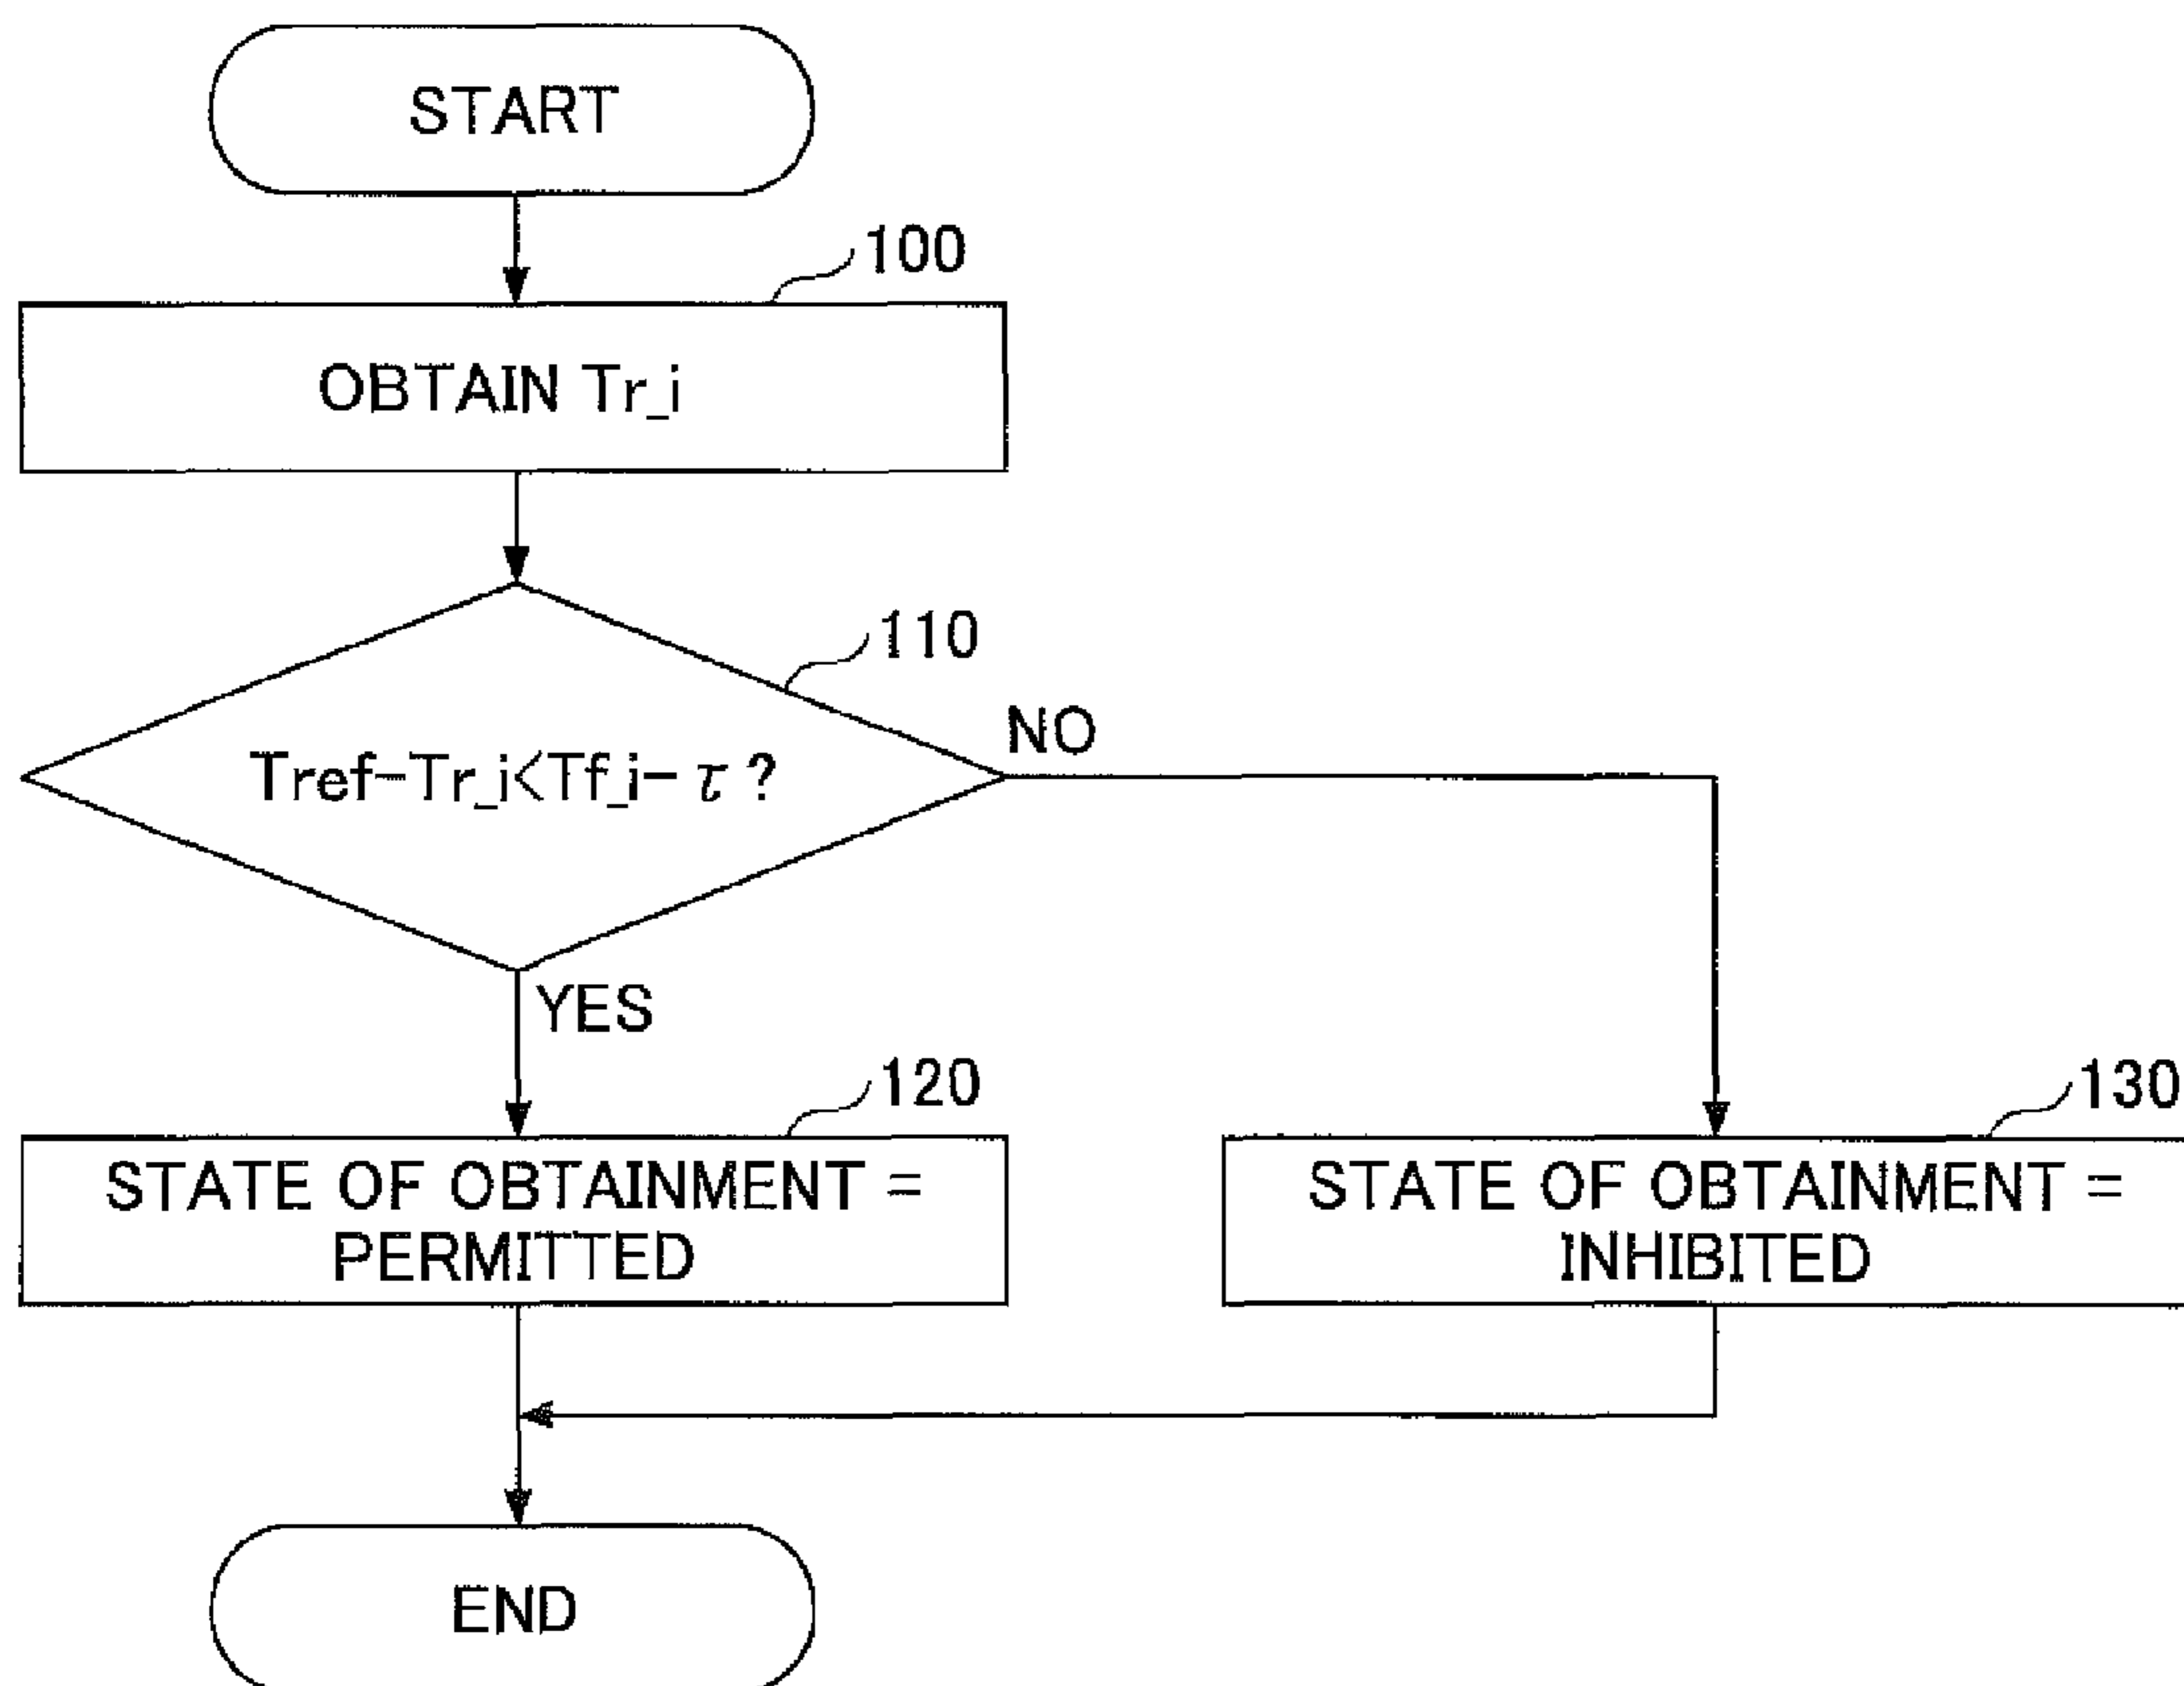 START
100
OBTAIN Tr_i
110
Tref-Tr_i<Tf_i-τ?
NO
YES
120
STATE OF OBTAINMENT =
PERMITTED
130
STATE OF OBTAINMENT =
INHIBITED
END